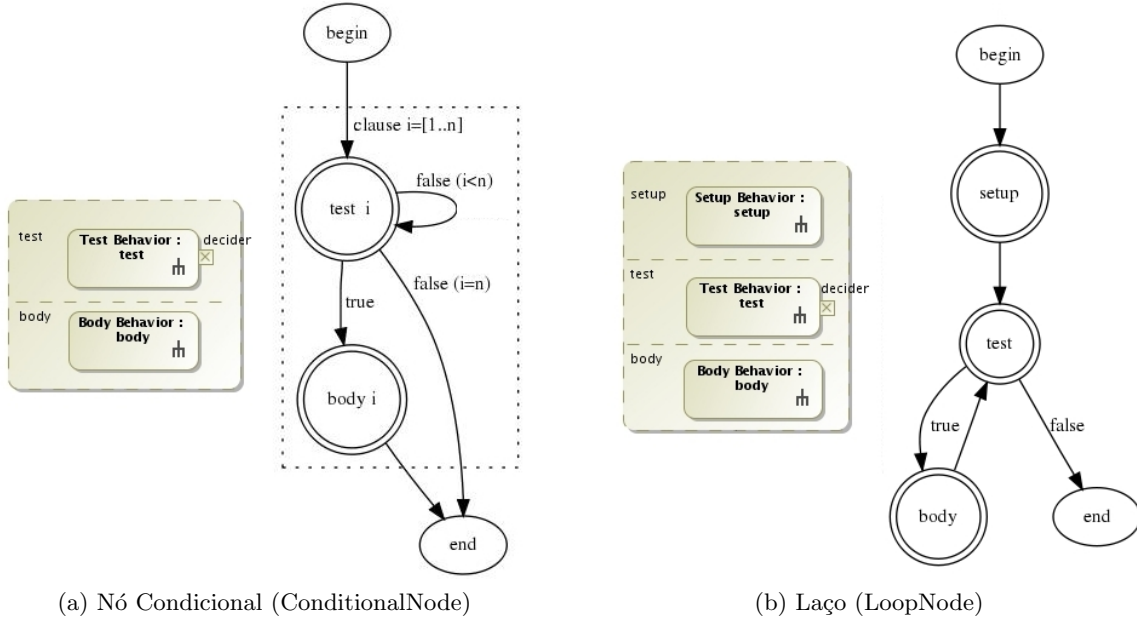 test
Test Behavior :
test
decider
body
Body Behavior :
body
begin
clause i=[1..n]
test i
false (i<n)
true
false (i=n)
body i
end
(a) Nó Condicional (ConditionalNode)
setup
Setup Behavior :
setup
test
Test Behavior :
test
decider
body
Body Behavior :
body
begin
setup
test
true
false
body
end
(b) Laço (LoopNode)